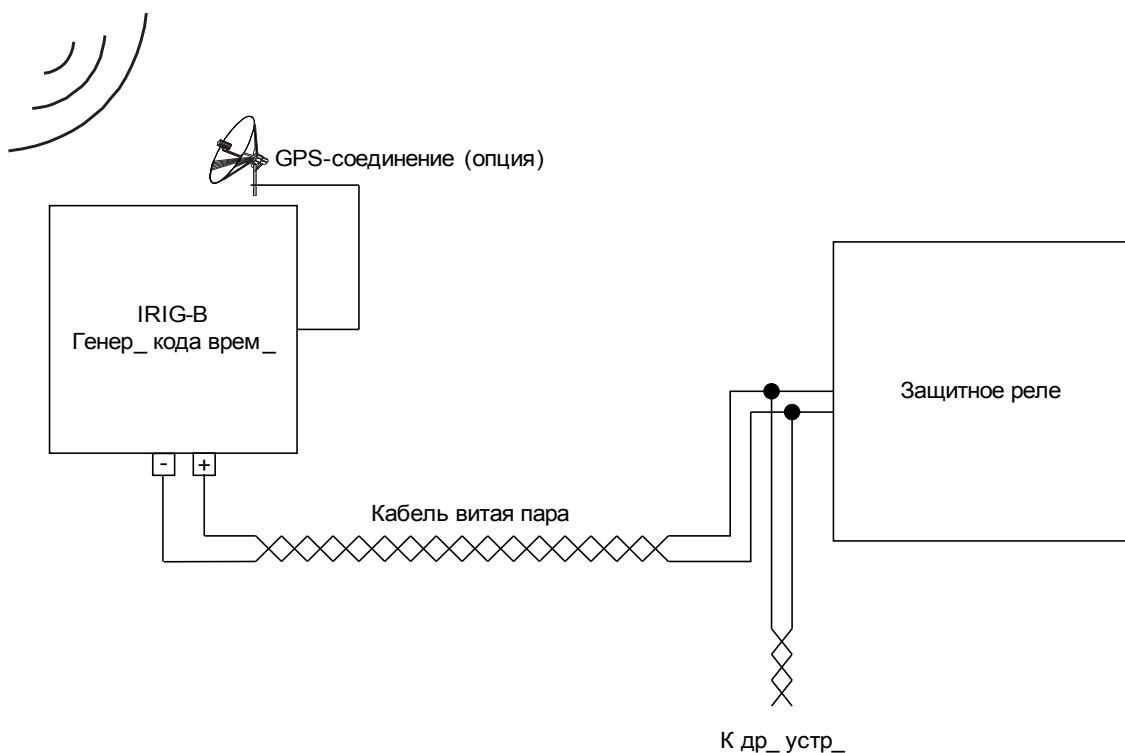 GPS-соединение (опция)
IRIG-B
Генер_ кода врем_
Защитное реле
- +
Кабель витая пара
К др_ устр_